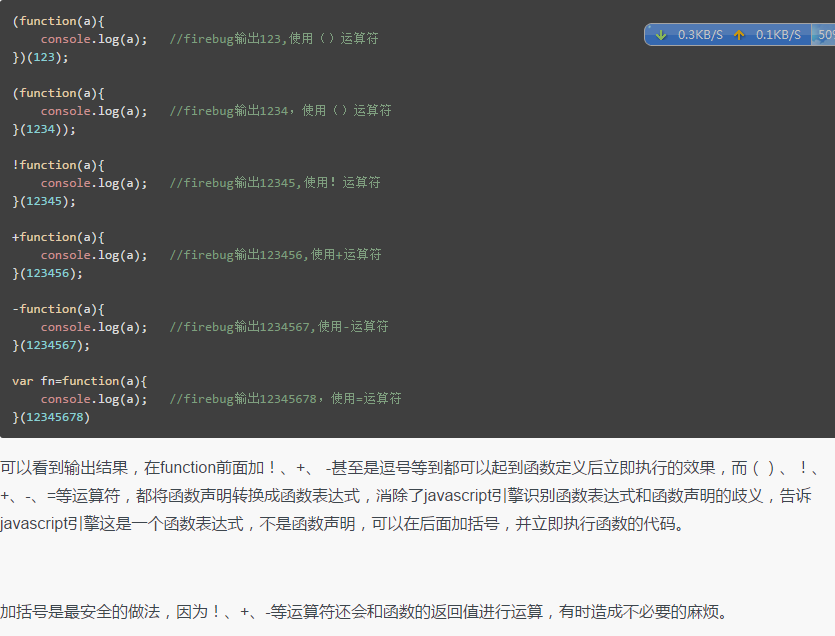 (function(a){
    console.log(a);   //firebug输出123,使用（）运算符
})(123);

(function(a){
    console.log(a);   //firebug输出1234，使用（）运算符
}(1234));

!function(a){
    console.log(a);   //firebug输出12345,使用！运算符
}(12345);

+function(a){
    console.log(a);   //firebug输出123456,使用+运算符
}(123456);

-function(a){
    console.log(a);   //firebug输出1234567,使用-运算符
}(1234567);

var fn=function(a){
    console.log(a);   //firebug输出12345678，使用=运算符
}(12345678)
0.3KB/S 0.1KB/S 50%
可以看到输出结果，在function前面加！、+、 -甚至是逗号等到都可以起到函数定义后立即执行的效果，而（ ）、！、
+、-、=等运算符，都将函数声明转换成函数表达式，消除了javascript引擎识别函数表达式和函数声明的歧义，告诉
javascript引擎这是一个函数表达式，不是函数声明，可以在后面加括号，并立即执行函数的代码。
加括号是最安全的做法，因为！、+、-等运算符还会和函数的返回值进行运算，有时造成不必要的麻烦。